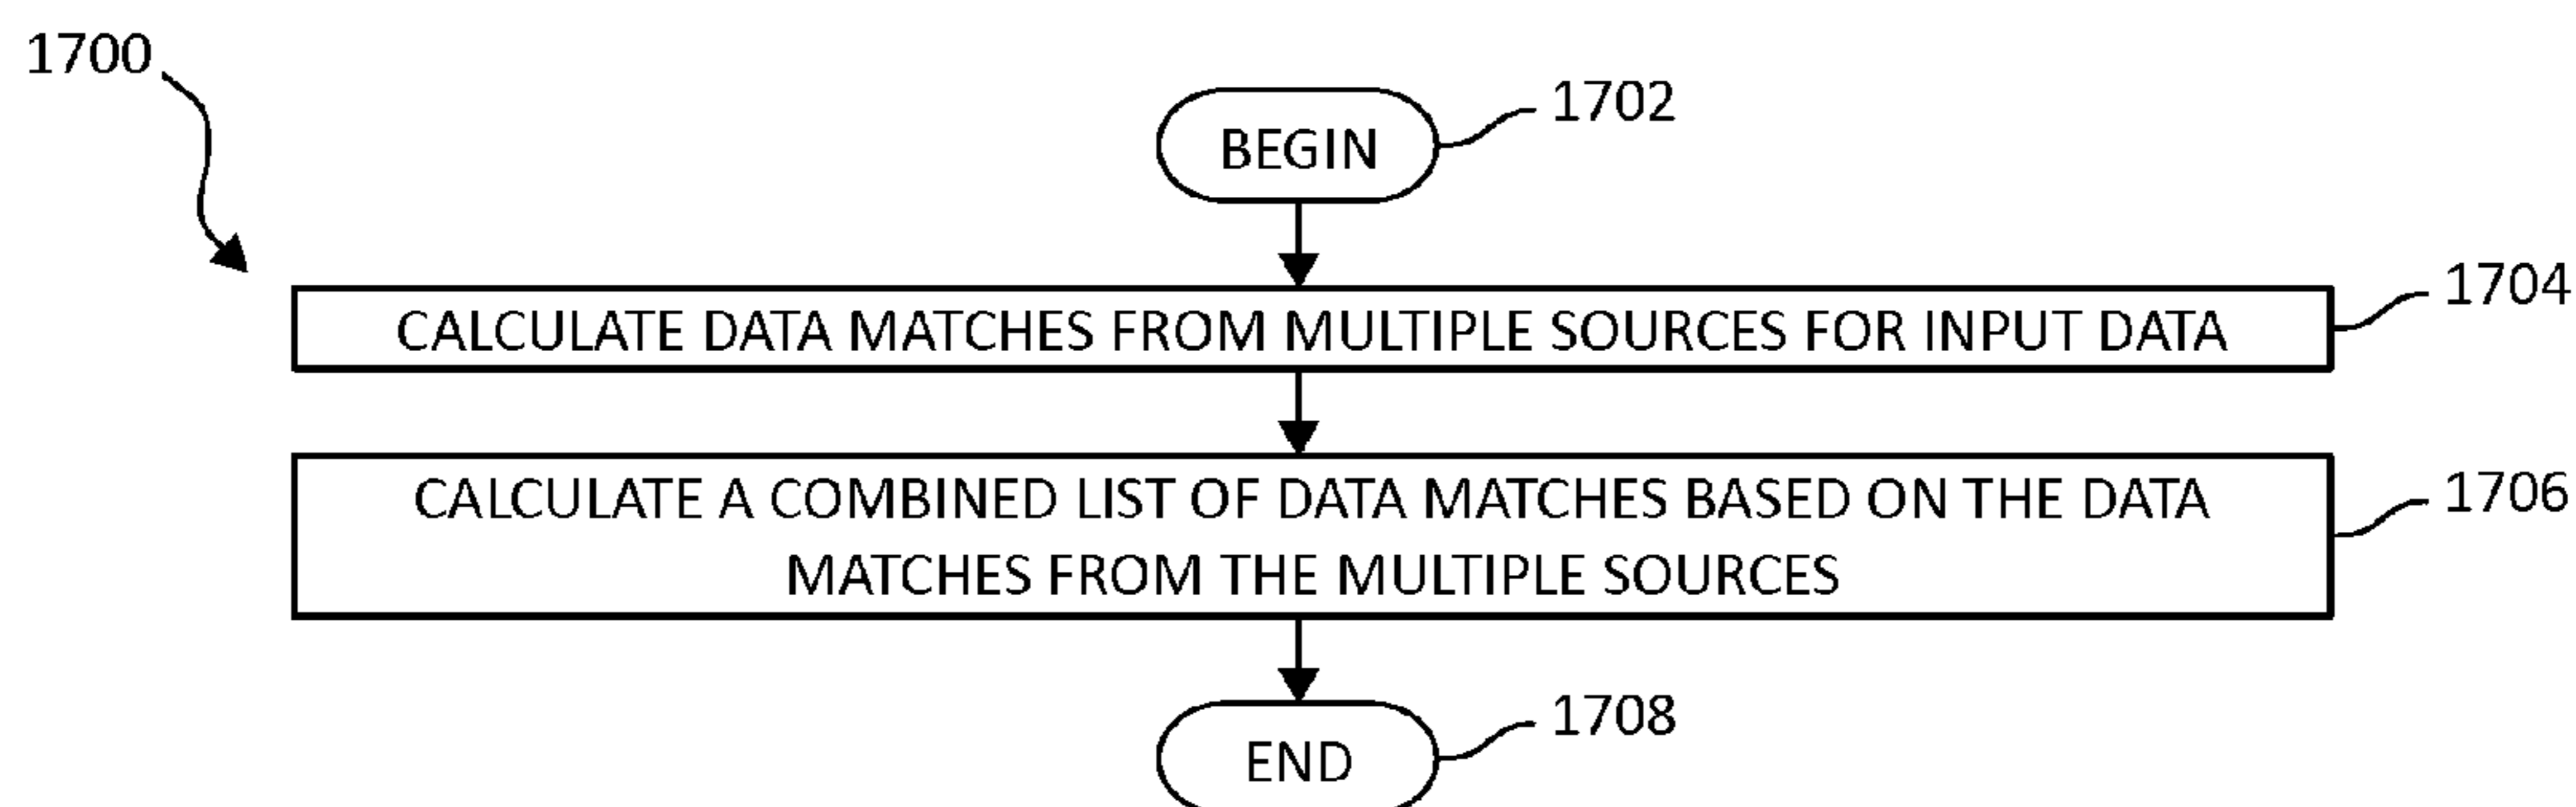 1700
1702
BEGIN
1704
CALCULATE DATA MATCHES FROM MULTIPLE SOURCES FOR INPUT DATA
1706
CALCULATE A COMBINED LIST OF DATA MATCHES BASED ON THE DATA
MATCHES FROM THE MULTIPLE SOURCES
1708
END